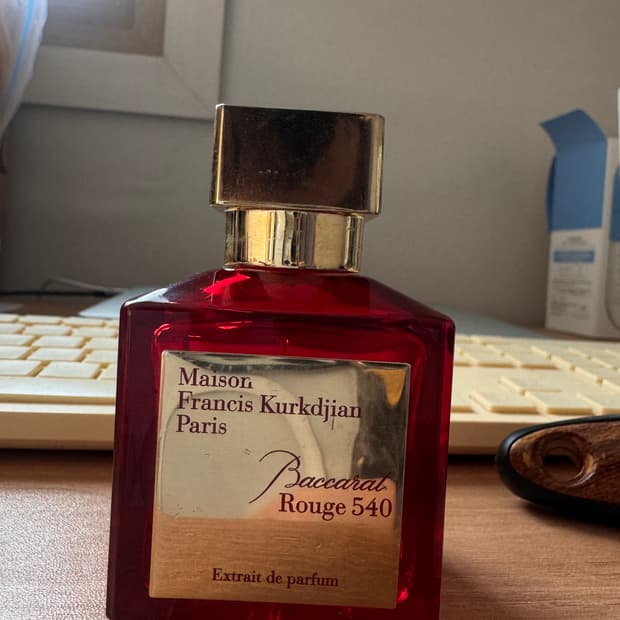 Maison
Francis Kurkdjian
Paris
Baccarat
Rouge 540
Extrait de parfum